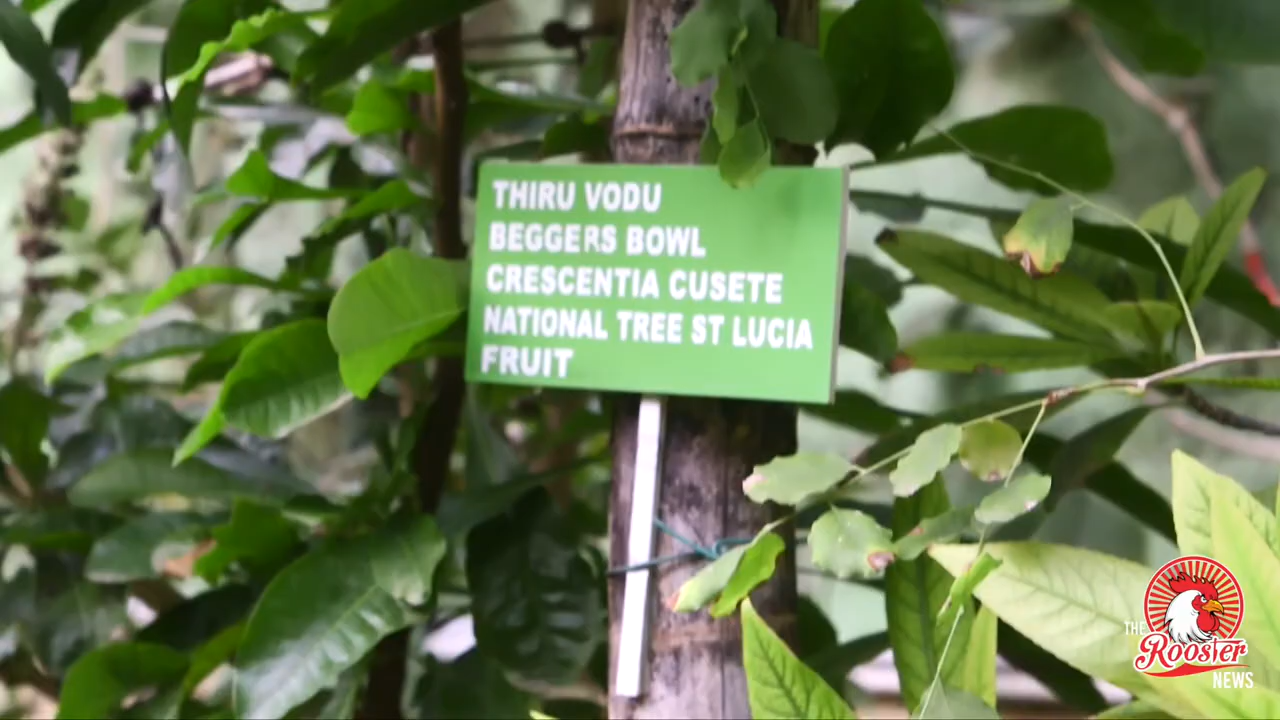 THIRU VODU
BEGGERS BOWL
CRESCENTIA CUSETE
NATIONAL TREE ST LUCIA
FRUIT
THE
Rooster
NEWS